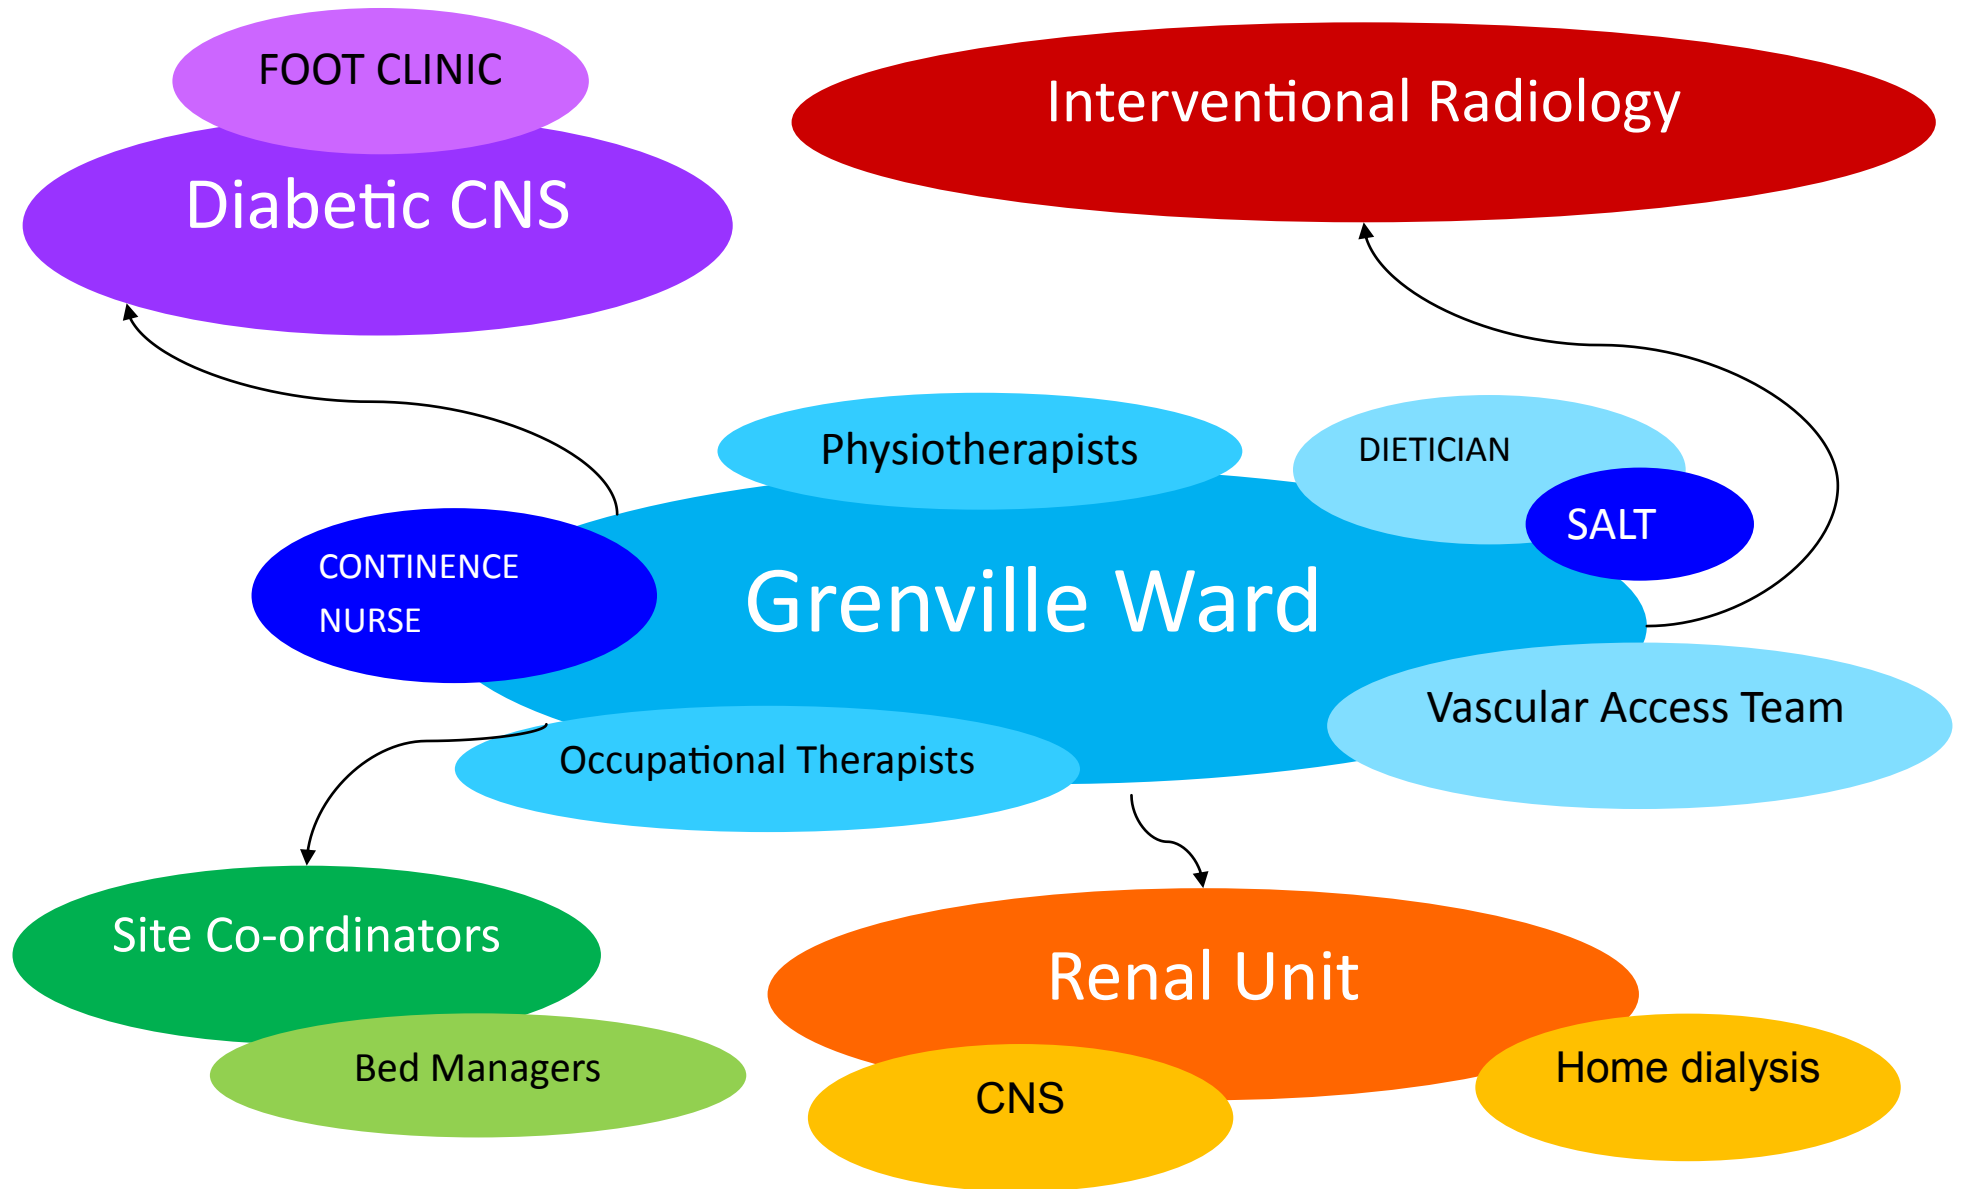 FOOT CLINIC
Diabetic CNS
Interventional Radiology
Physiotherapists
DIETICIAN
SALT
CONTINENCE
NURSE
Grenville Ward
Vascular Access Team
Occupational Therapists
Site Co-ordinators
Bed Managers
Renal Unit
CNS
Home dialysis